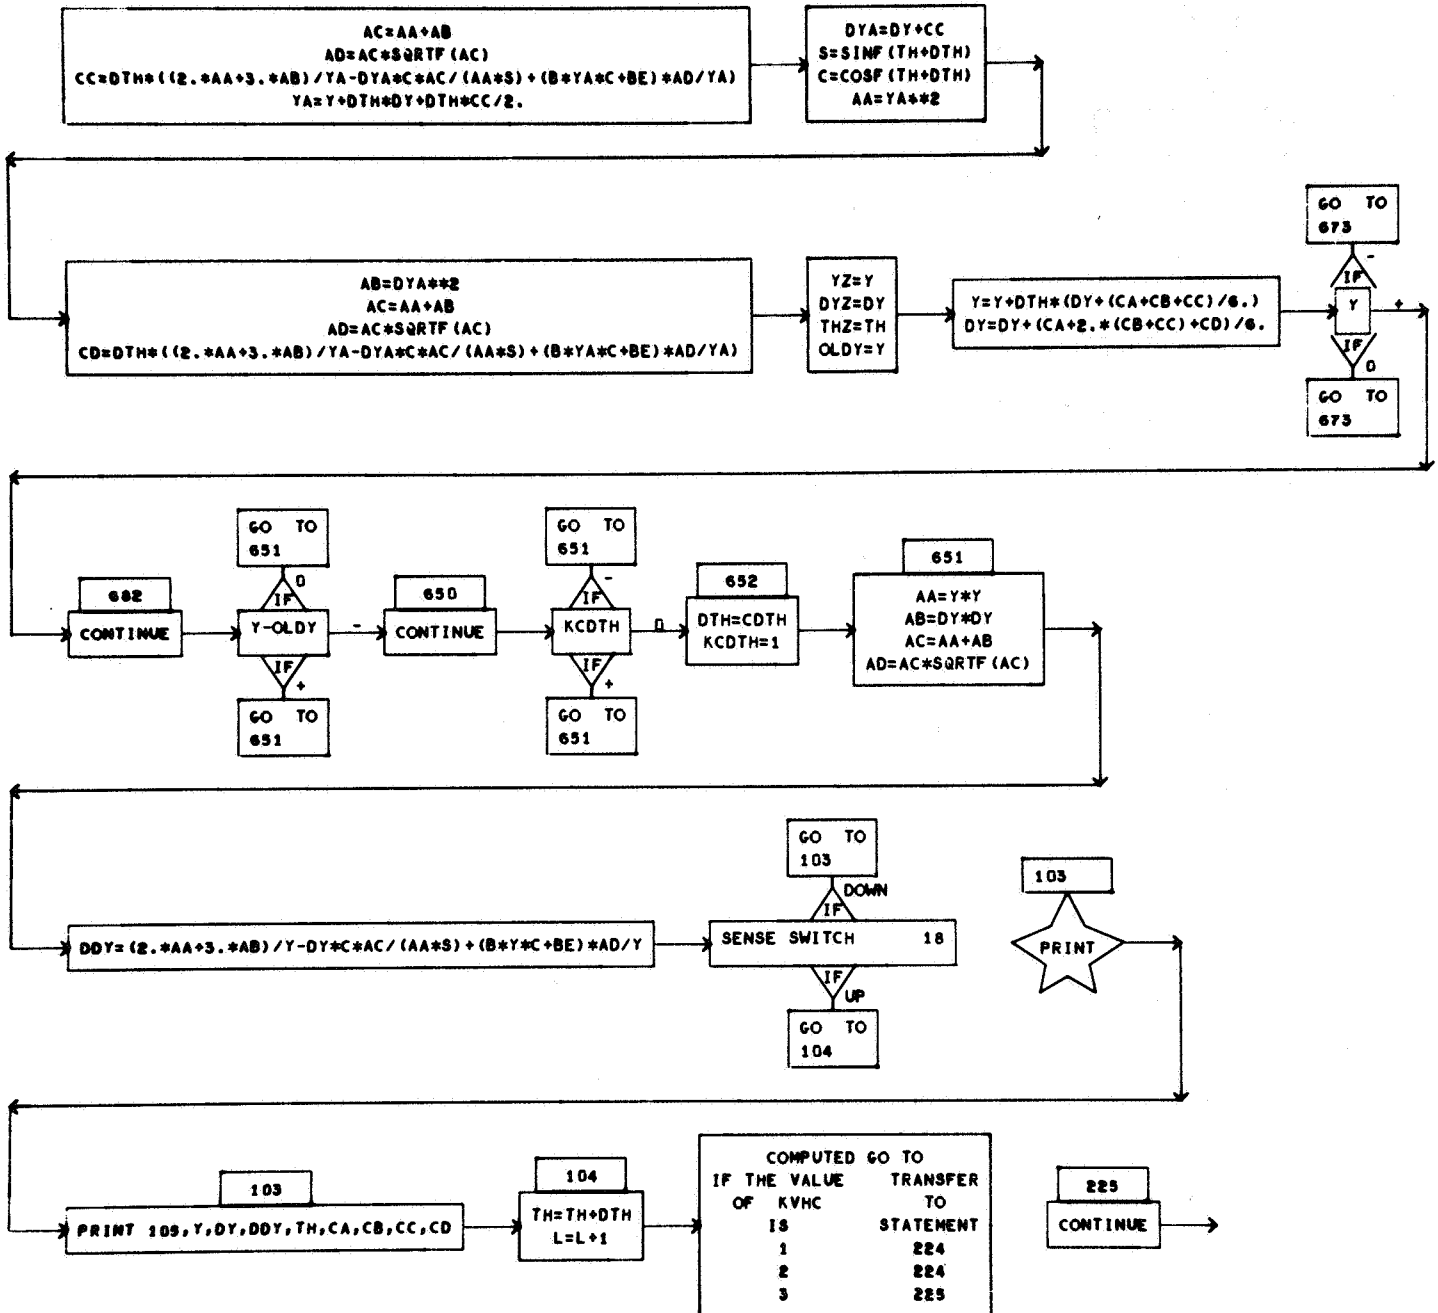 AC=AA+AB
AD=AC*SQRTF(AC)
CC=DTH*((2.*AA+3.*AB)/YA-DYA*C*AC/(AA*S)+(B*YA*C+BE)*AD/YA)
YA=Y+DTH*DY+DTH*CC/2.
DYA=DY+CC
S=SINF(TH+DTH)
C=COSF(TH+DTH)
AA=YA**2
AB=DYA**2
AC=AA+AB
AD=AC*SQRTF(AC)
CD=DTH*((2.*AA+3.*AB)/YA-DYA*C*AC/(AA*S)+(B*YA*C+BE)*AD/YA)
YZ=Y
DYZ=DY
THZ=TH
OLDY=Y
Y=Y+DTH*(DY+(CA+CB+CC)/6.)
DY=DY+(CA+2.*(CB+CC)+CD)/6.
GO TO
673
-
IF
Y
+
IF
0
GO TO
673
682
CONTINUE
GO TO
651
0
IF
Y-OLDY
-
IF
+
GO TO
651
650
CONTINUE
GO TO
651
-
IF
KCDTH
0
IF
+
GO TO
651
652
DTH=CDTH
KCDTH=1
651
AA=Y*Y
AB=DY*DY
AC=AA+AB
AD=AC*SQRTF(AC)
DDY=(2.*AA+3.*AB)/Y-DY*C*AC/(AA*S)+(B*Y*C+BE)*AD/Y
GO TO
103
DOWN
IF
SENSE SWITCH 18
IF
UP
GO TO
104
103
PRINT
103
PRINT 105,Y,DY,DDY,TH,CA,CB,CC,CD
104
TH=TH+DTH
L=L+1
COMPUTED GO TO
IF THE VALUE TRANSFER
OF KVHC TO
IS STATEMENT
1 224
2 224
3 225
225
CONTINUE